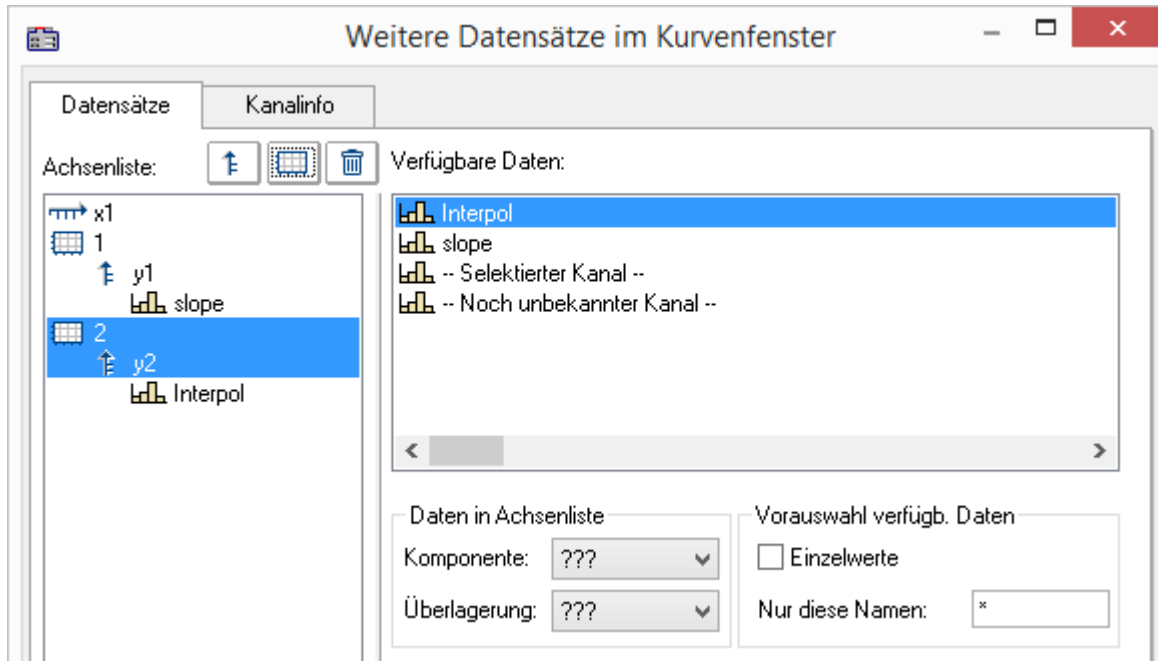 Weitere Datensätze im Kurvenfenster
Datensätze
Kanalinfo
Achsenliste:
x1
1
y1
slope
2
y2
Interpol
Verfügbare Daten:
Interpol
slope
-- Selektierter Kanal --
-- Noch unbekannter Kanal --
Daten in Achsenliste
Komponente: ???
Überlagerung: ???
Vorauswahl verfügb. Daten
Einzelwerte
Nur diese Namen: *